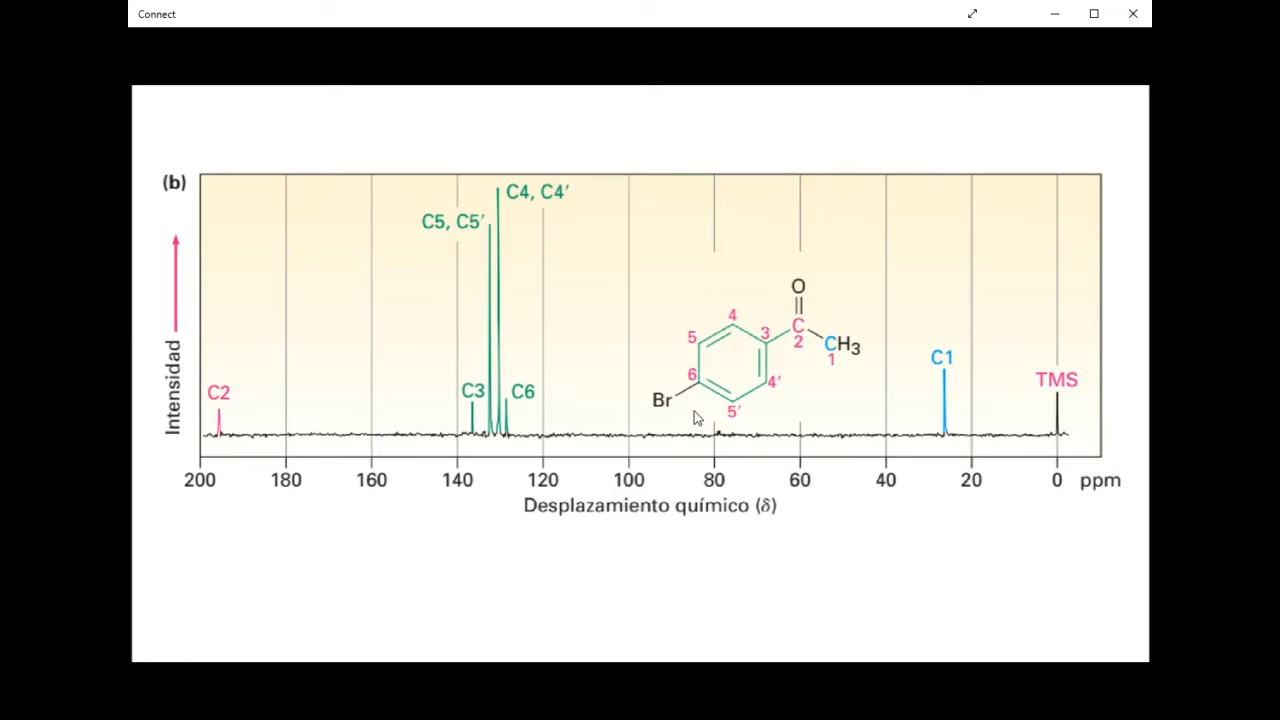 Connect
(b)
C4, C4′
C5, C5′
O
4
3
C
5
2
CH3
1
C1
6
4′
TMS
C2
C3
C6
Br
5′
Intensidad
200 180 160 140 120 100 80 60 40 20 0 ppm
Desplazamiento químico (δ)